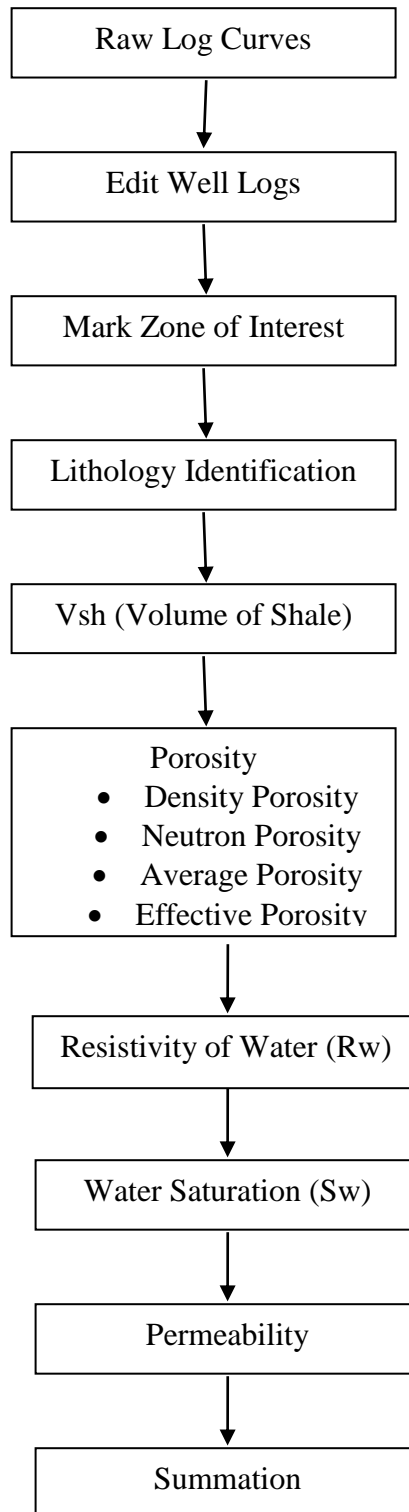 Raw Log Curves
Edit Well Logs
Mark Zone of Interest
Lithology Identification
Vsh (Volume of Shale)
Porosity
• Density Porosity
• Neutron Porosity
• Average Porosity
• Effective Porosity
Resistivity of Water (Rw)
Water Saturation (Sw)
Permeability
Summation